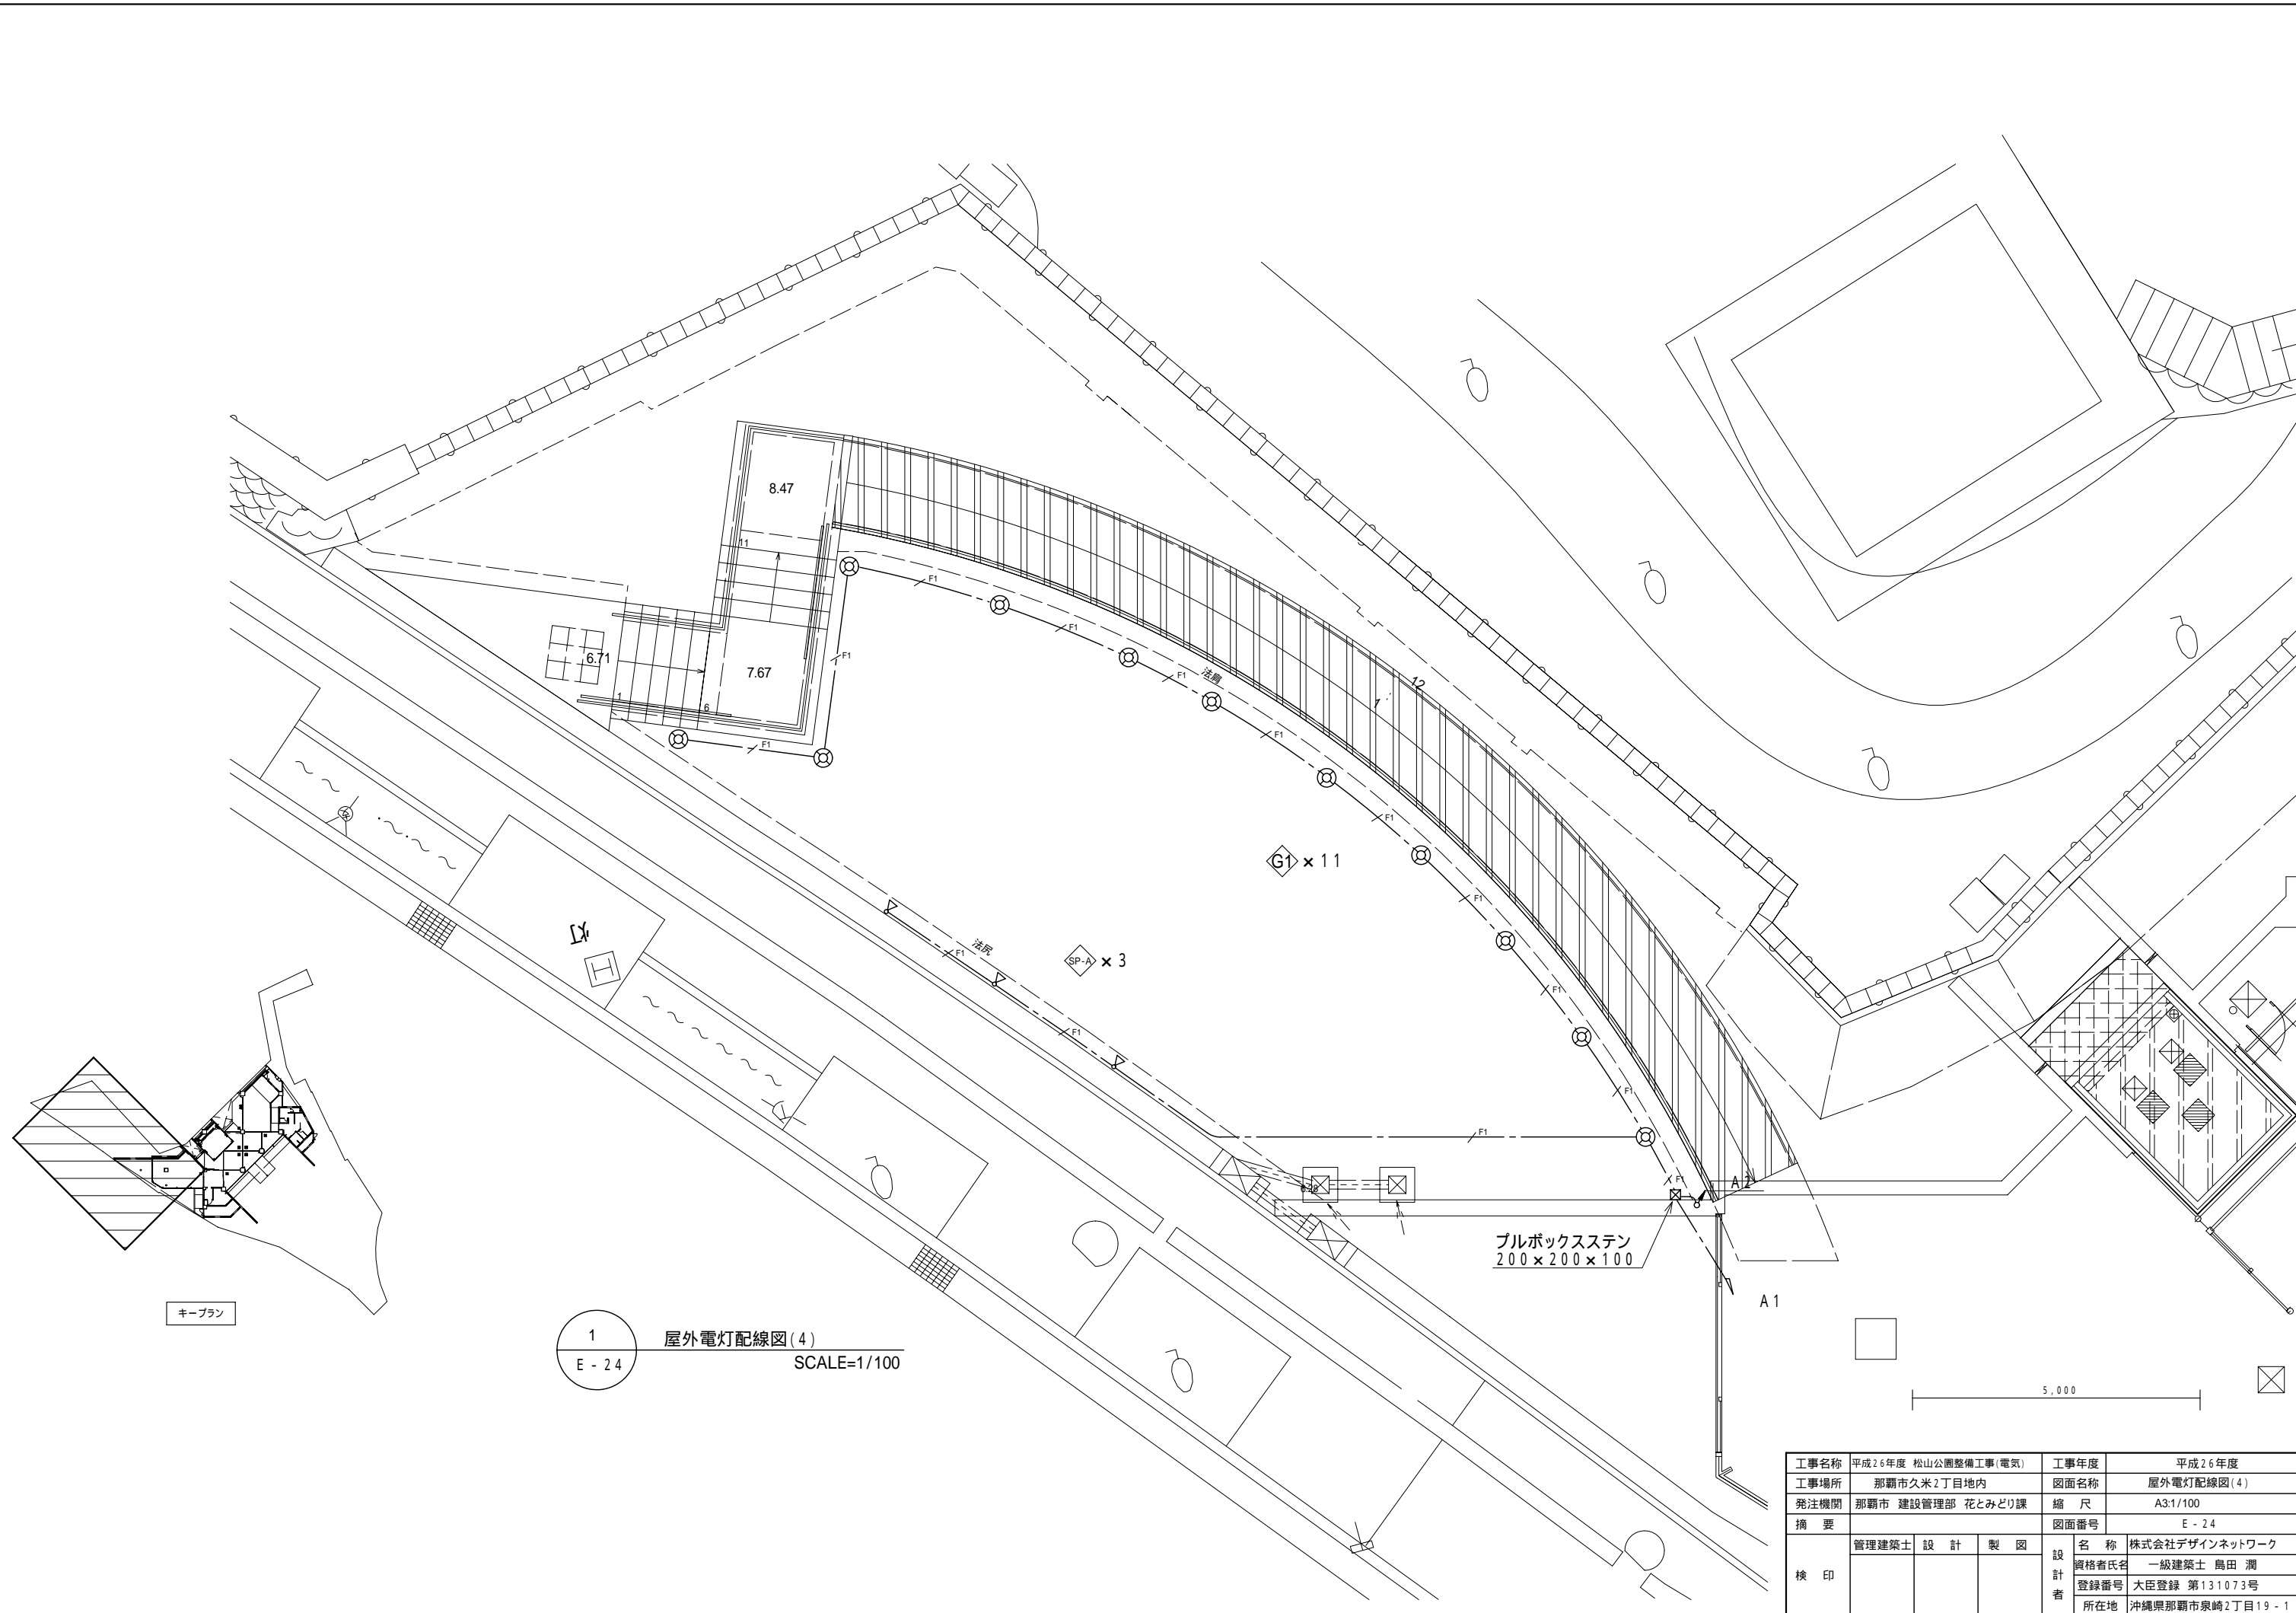 8.47
11
F1
F1
F1
6.71
7.67
F1
法肩
12
1
1
6
F1
F1
F1
F1
G1 × 11
F1
法尻
F1
SP-A × 3
F1
F1
F1
F1
F1
A 2
プルボックスステン
200×200×100
A 1
キープラン
1
E - 24
屋外電灯配線図(4)
SCALE=1/100
5,000
工事名称 平成26年度 松山公園整備工事(電気) 工事年度 平成26年度
工事場所 那覇市久米2丁目地内 図面名称 屋外電灯配線図(4)
発注機関 那覇市 建設管理部 花とみどり課 縮 尺 A3:1/100
摘 要 図面番号 E - 24
検 印 管理建築士 設 計 製 図 設計者 名 称 株式会社デザインネットワーク
資格者氏名 一級建築士 島田 潤
登録番号 大臣登録 第131073号
所在地 沖縄県那覇市泉崎2丁目19-1